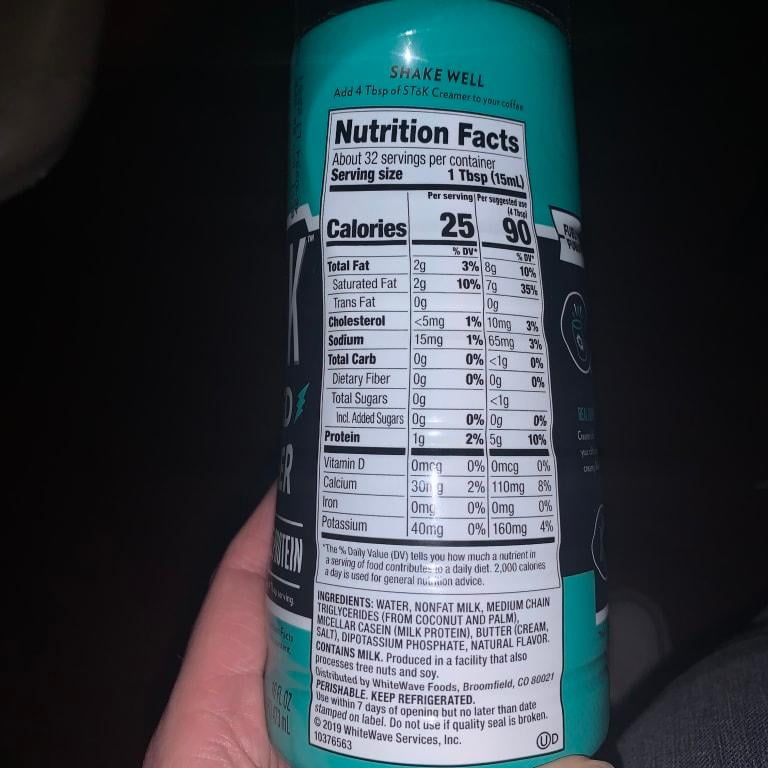 SHAKE WELL
Add 4 Tbsp of STōK Creamer to your coffee
Nutrition Facts
About 32 servings per container
Serving size 1 Tbsp (15mL)
Per serving Per suggested use
(4 Tbsp)
Calories 25 90
% DV* % DV*
Total Fat 2g 3% 8g 10%
Saturated Fat 2g 10% 7g 35%
Trans Fat 0g 0g
Cholesterol <5mg 1% 10mg 3%
Sodium 15mg 1% 65mg 3%
Total Carb 0g 0% <1g 0%
Dietary Fiber 0g 0% 0g 0%
Total Sugars 0g <1g
Incl. Added Sugars 0g 0% 0g 0%
Protein 1g 2% 5g 10%
Vitamin D 0mcg 0% 0mcg 0%
Calcium 30mg 2% 110mg 8%
Iron 0mg 0% 0mg 0%
Potassium 40mg 0% 160mg 4%
*The % Daily Value (DV) tells you how much a nutrient in
a serving of food contributes to a daily diet. 2,000 calories
a day is used for general nutrition advice.
INGREDIENTS: WATER, NONFAT MILK, MEDIUM CHAIN
TRIGLYCERIDES (FROM COCONUT AND PALM),
MICELLAR CASEIN (MILK PROTEIN), BUTTER (CREAM,
SALT), DIPOTASSIUM PHOSPHATE, NATURAL FLAVOR.
CONTAINS MILK. Produced in a facility that also
processes tree nuts and soy.
Distributed by WhiteWave Foods, Broomfield, CO 80021
PERISHABLE. KEEP REFRIGERATED.
Use within 7 days of opening but no later than date
stamped on label. Do not use if quality seal is broken.
© 2019 WhiteWave Services, Inc.
10376563
UD